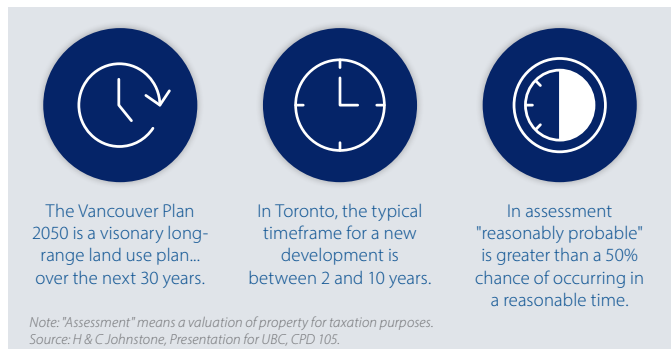 The Vancouver Plan
2050 is a visionary long-
range land use plan...
over the next 30 years.
In Toronto, the typical
timeframe for a new
development is
between 2 and 10 years.
In assessment
"reasonably probable"
is greater than a 50%
chance of occurring in
a reasonable time.
Note: "Assessment" means a valuation of property for taxation purposes.
Source: H & C Johnstone, Presentation for UBC, CPD 105.